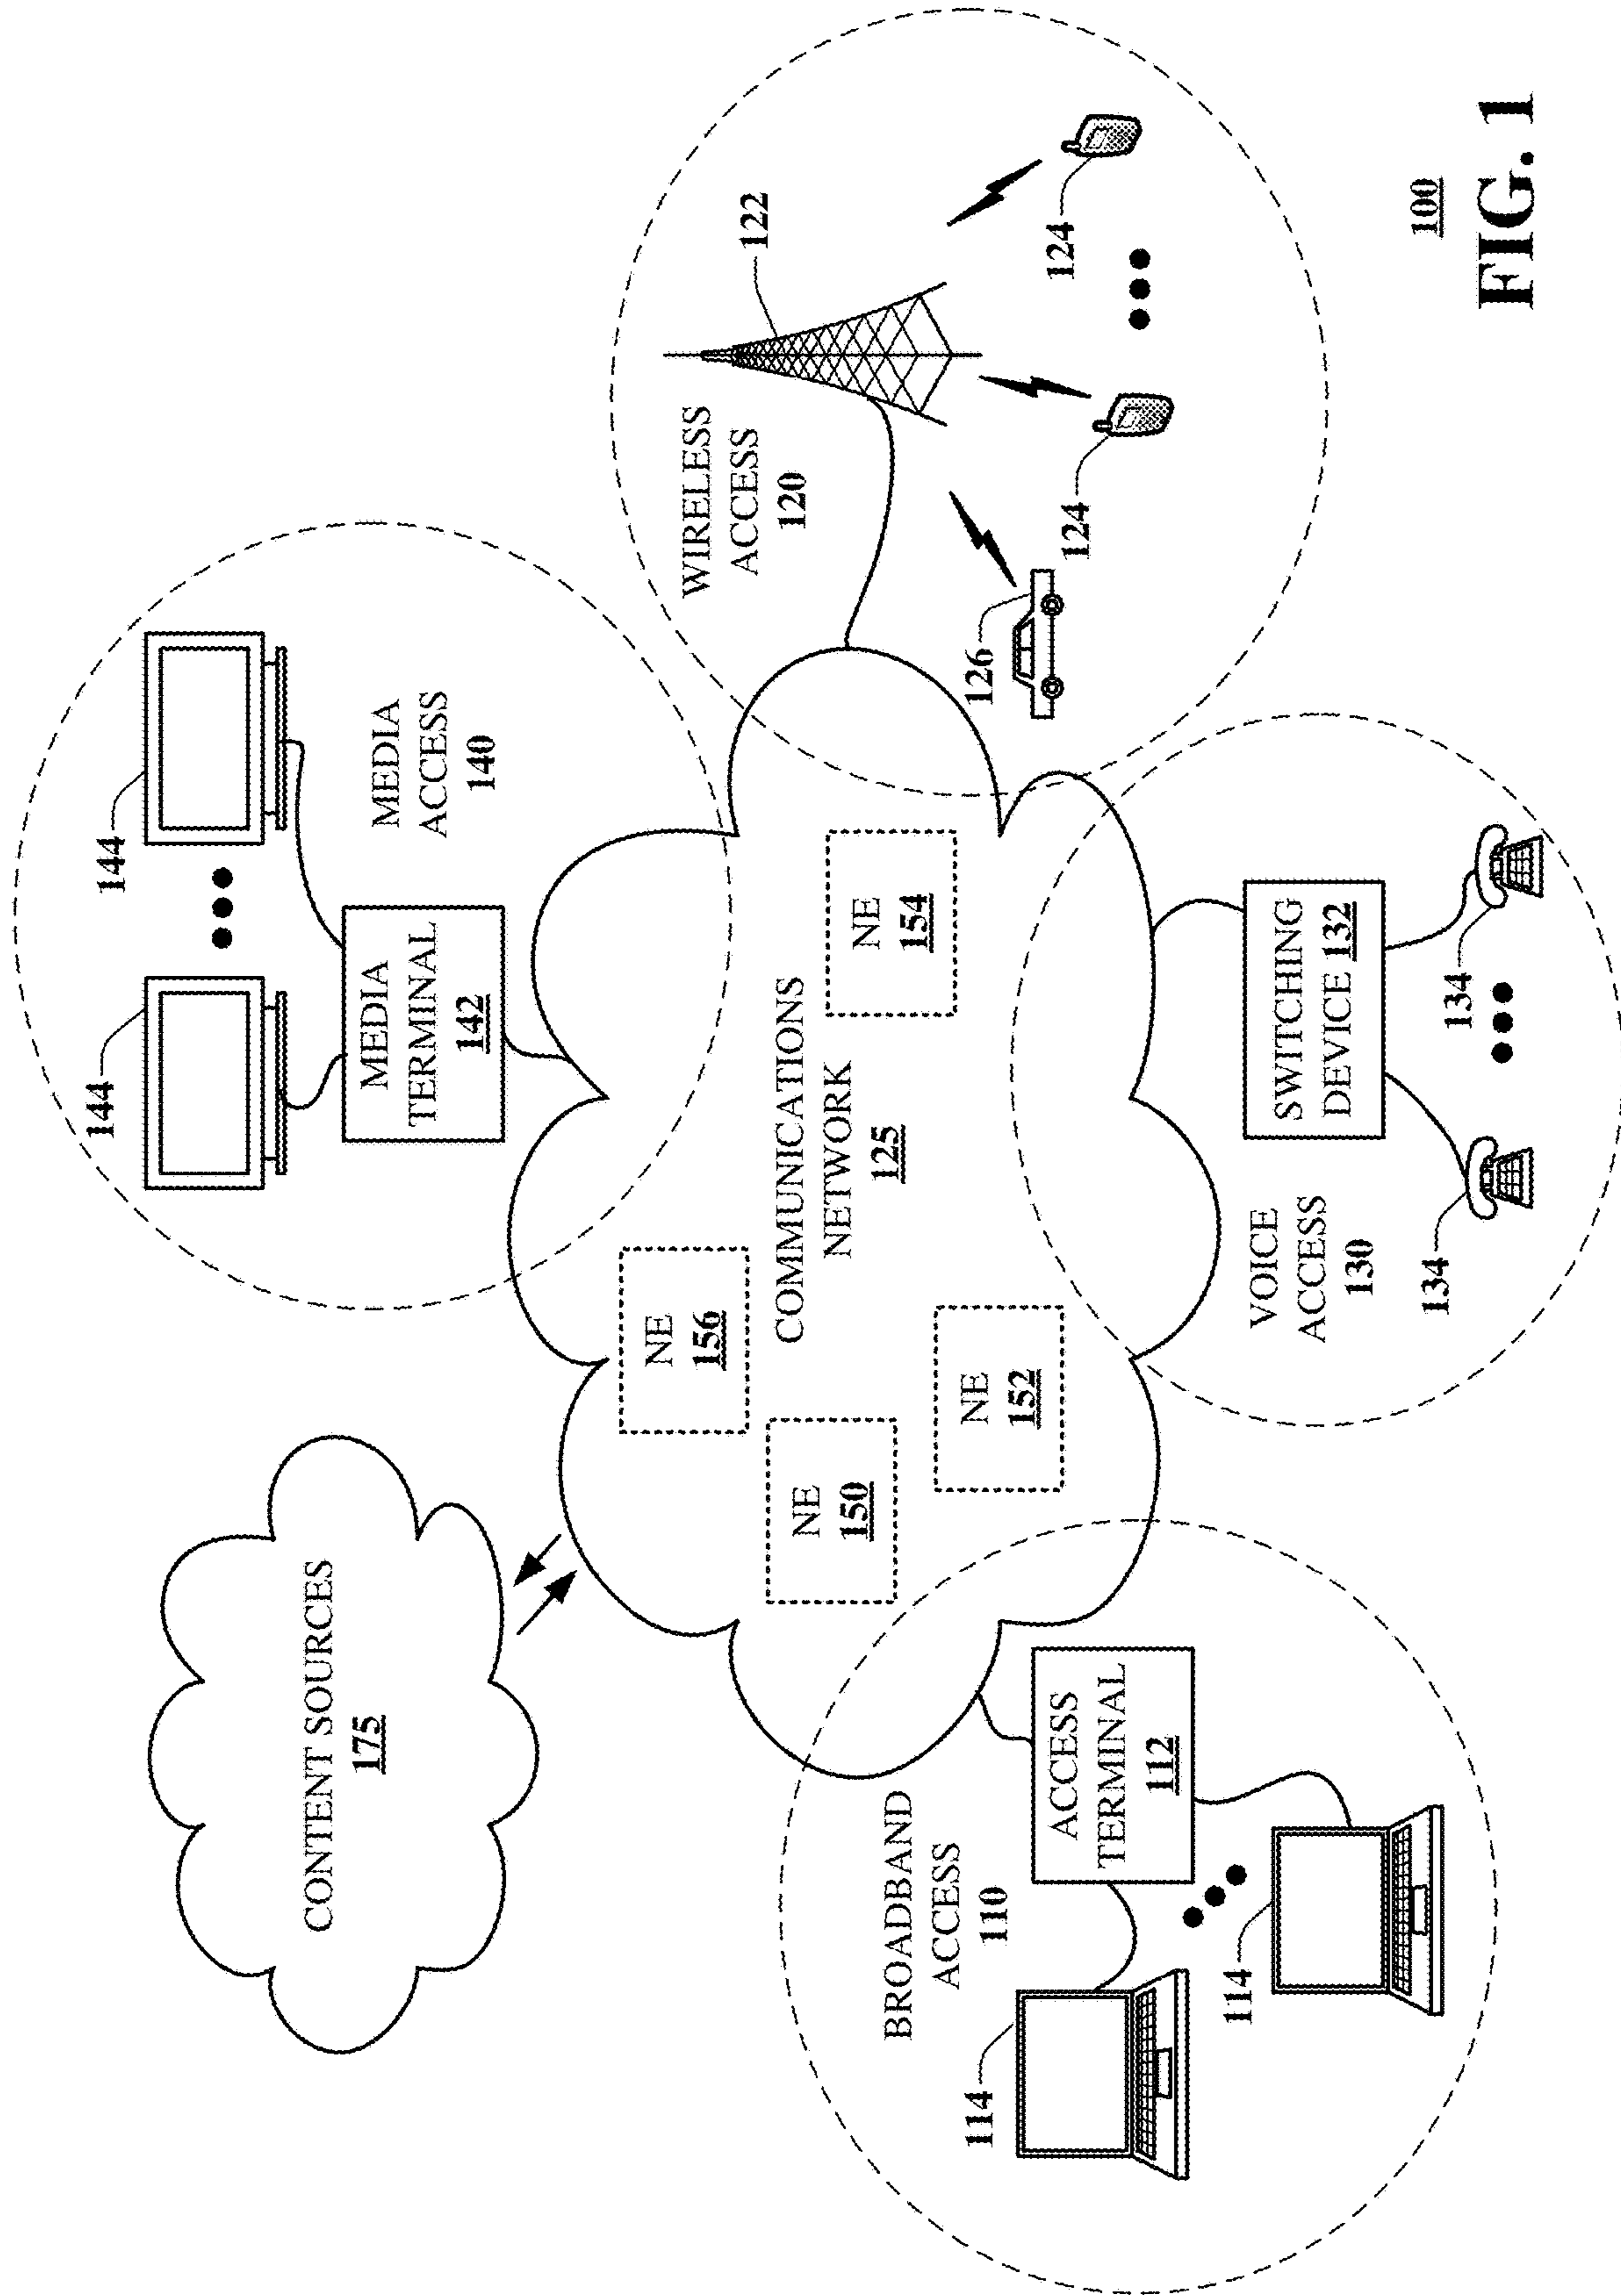 CONTENT SOURCES
175
144
144
MEDIA
TERMINAL
142
MEDIA
ACCESS
140
WIRELESS
ACCESS
120
122
124
124
126
NE
156
NE
150
NE
152
NE
154
COMMUNICATIONS
NETWORK
125
BROADBAND
ACCESS
110
ACCESS
TERMINAL
112
114
114
VOICE
ACCESS
130
SWITCHING
DEVICE 132
134
134
100
FIG. 1